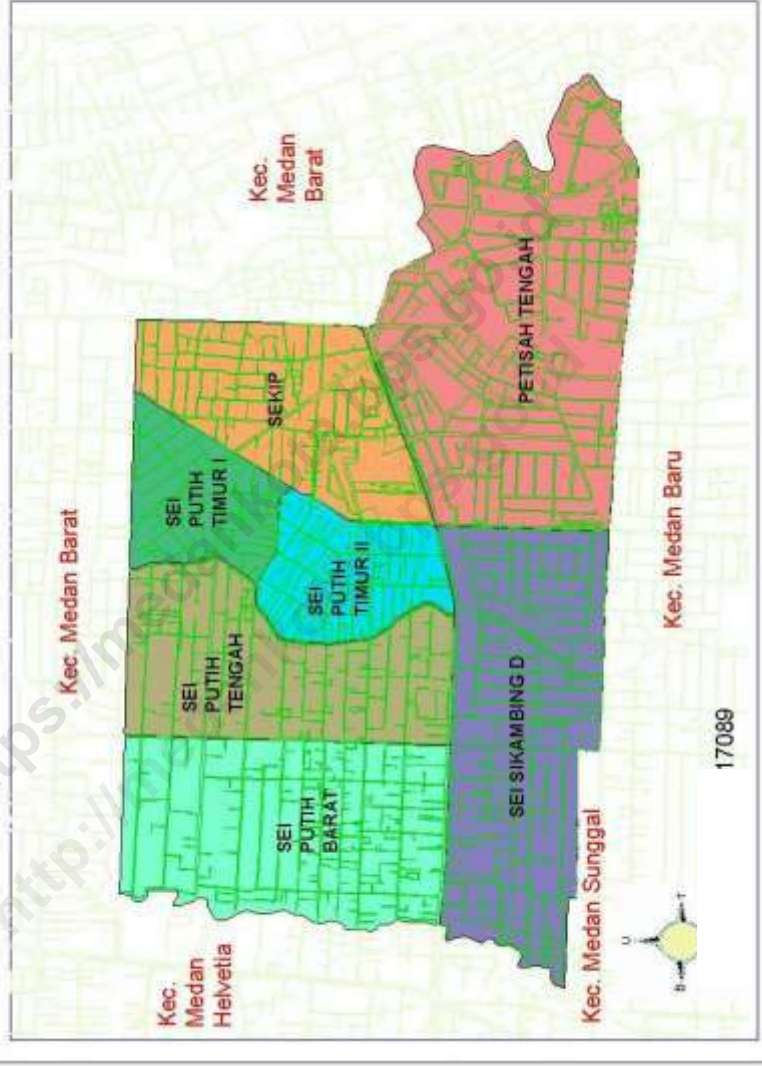 Kec. Medan Barat
Kec.
Medan
Barat
Kec.
Medan
Helvetia
SEI
PUTIH
TIMUR I
SEKIP
SEI
PUTIH
TENGAH
SEI
PUTIH
TIMUR II
SEI
PUTIH
BARAT
PETISAH TENGAH
SEI SIKAMBING D
Kec. Medan Sunggal
Kec. Medan Baru
U
B
T
17089